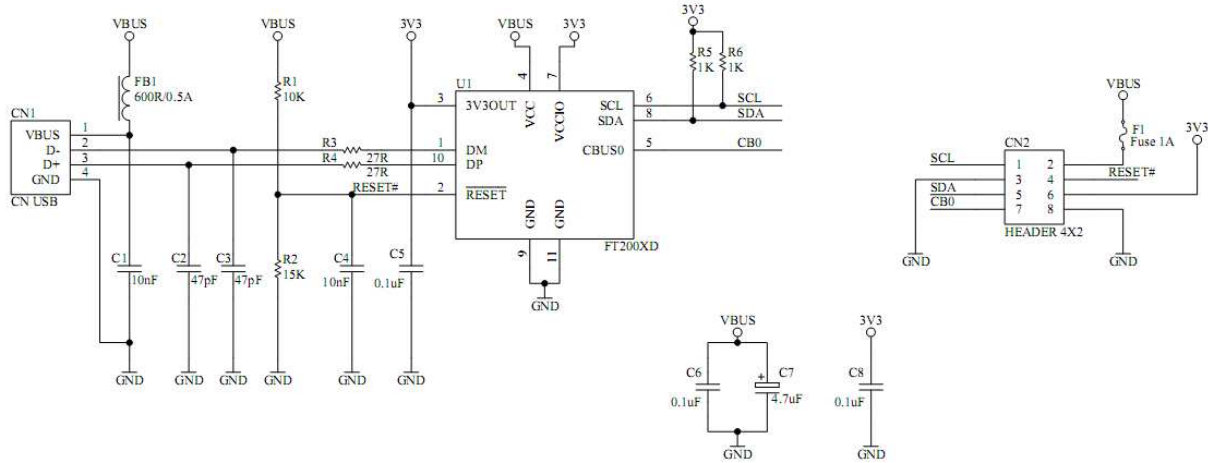 VBUS
VBUS
3V3
VBUS
3V3
3V3
R5
1K
R6
1K
FB1
600R/0.5A
R1
10K
U1
4
7
3
3V3OUT
VCC
VCCIO
SCL
6
SCL
SDA
8
SDA
CBUS0
5
CB0
CN1
VBUS
1
D-
2
D+
3
GND
4
CN USB
R3
27R
R4
27R
1
DM
10
DP
RESET#
2
RESET
GND
GND
9
11
FT200XD
GND
C1
10nF
C2
47pF
C3
47pF
R2
15K
C4
10nF
C5
0.1uF
GND
GND
GND
GND
GND
GND
VBUS
F1
Fuse 1A
3V3
CN2
SCL
1
2
3
4
RESET#
SDA
5
6
CB0
7
8
HEADER 4X2
GND
GND
VBUS
C6
0.1uF
+
C7
4.7uF
GND
3V3
C8
0.1uF
GND